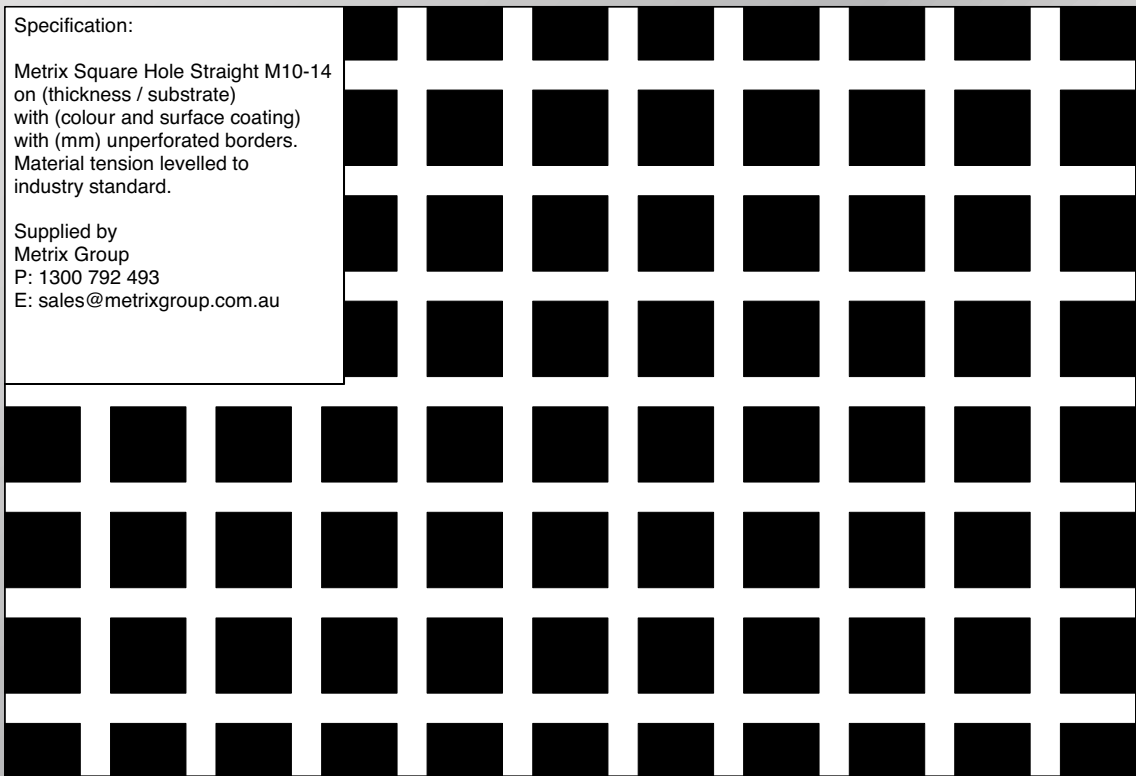 Specification:
Metrix Square Hole Straight M10-14
on (thickness / substrate)
with (colour and surface coating)
with (mm) unperforated borders.
Material tension levelled to
industry standard.
Supplied by
Metrix Group
P: 1300 792 493
E: sales@metrixgroup.com.au